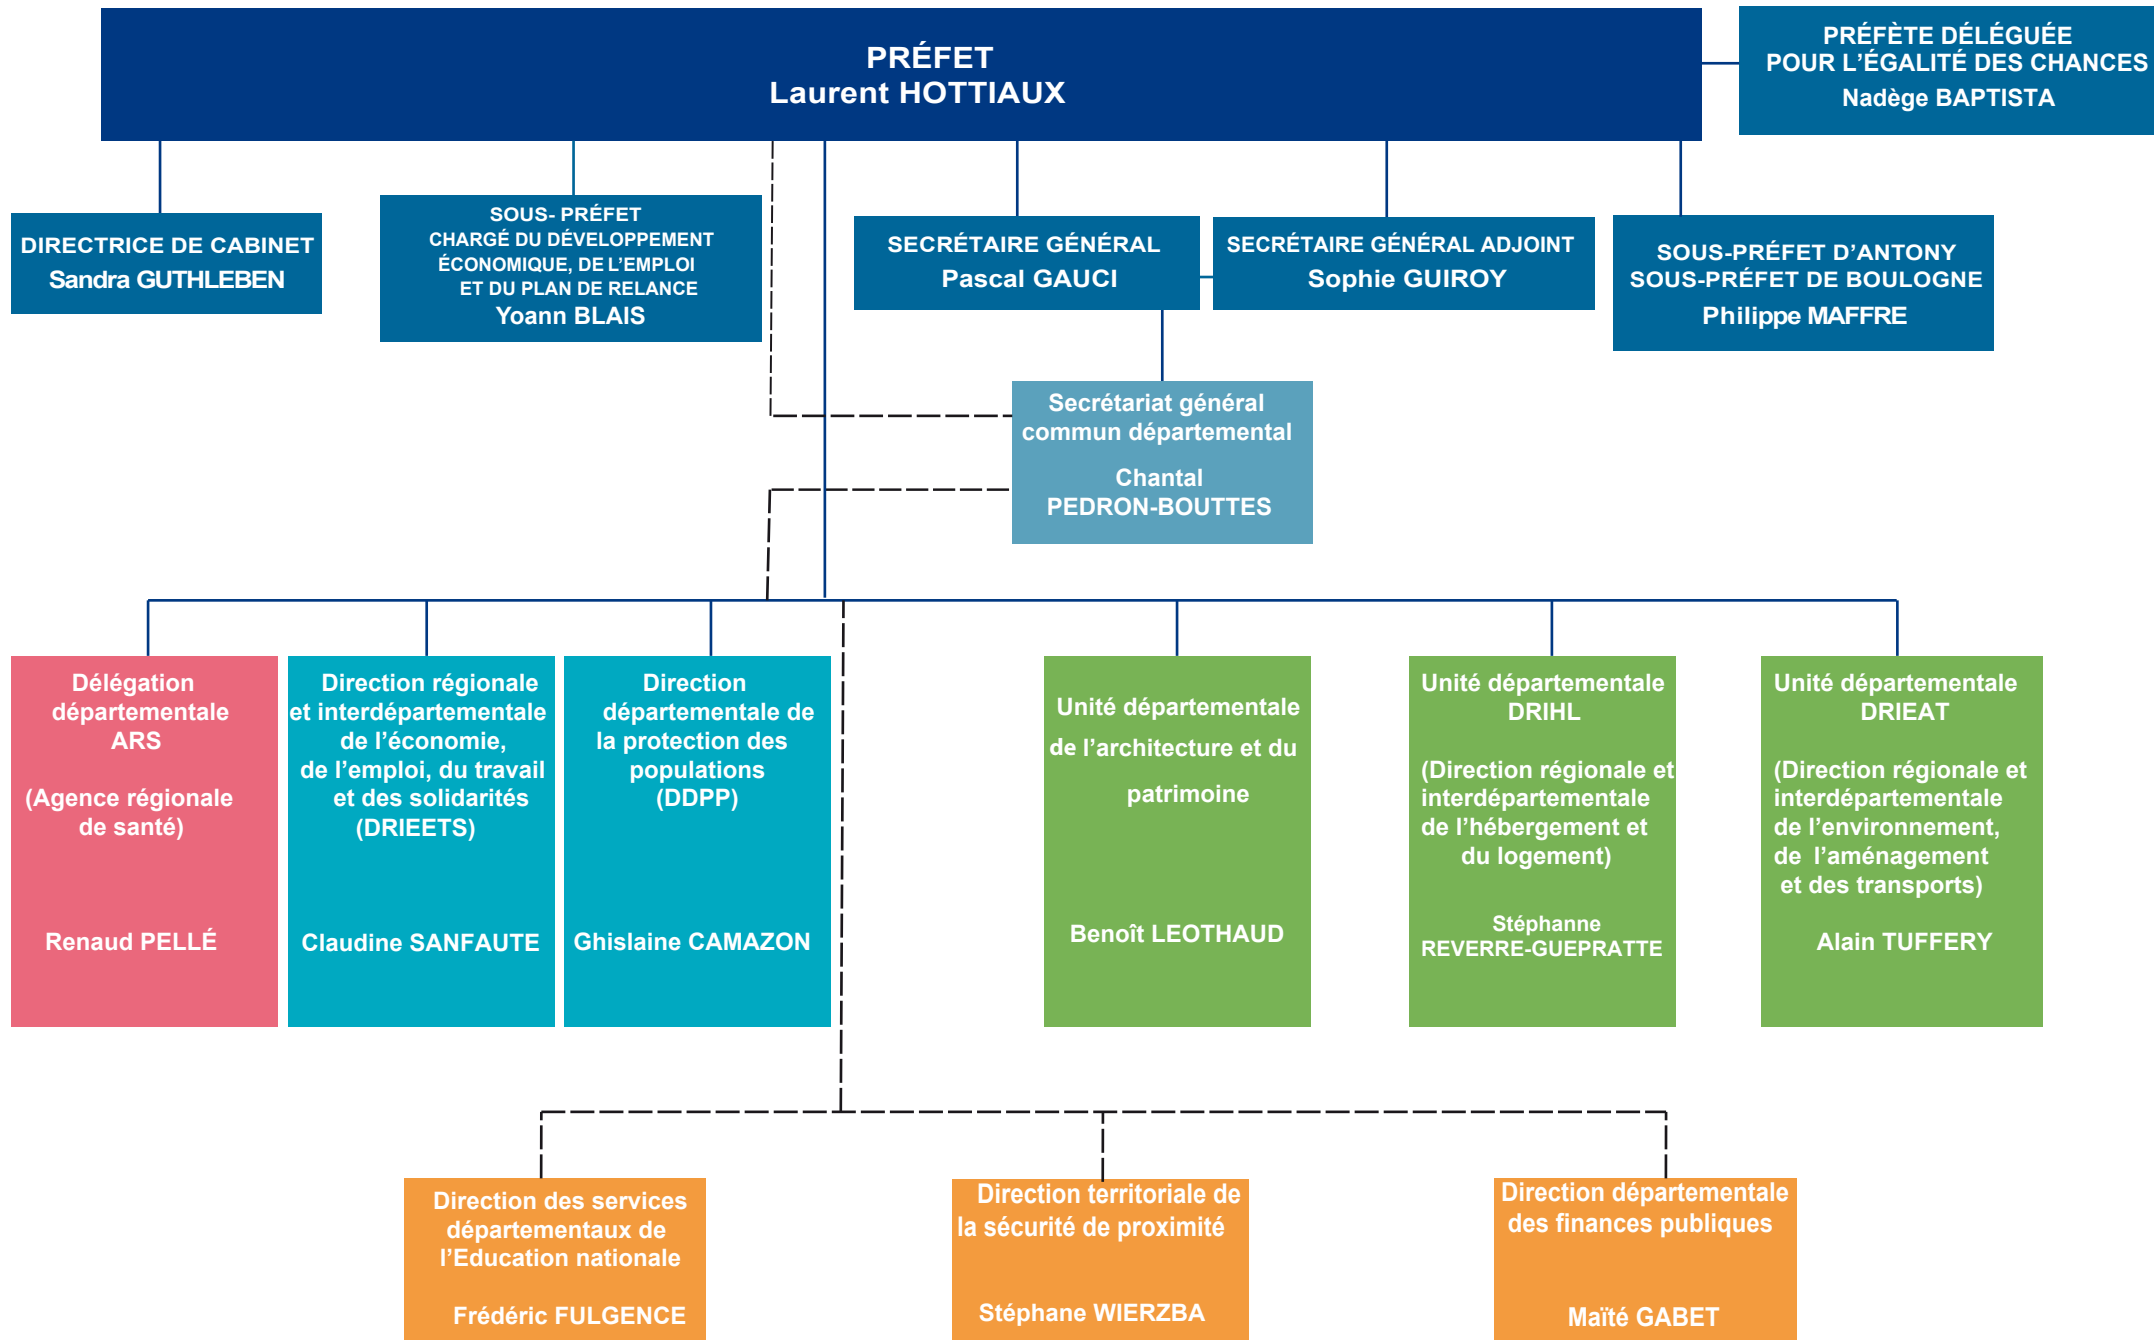 PRÉFET
Laurent HOTTIAUX
PRÉFÈTE DÉLÉGUÉE
POUR L'ÉGALITÉ DES CHANCES
Nadège BAPTISTA
DIRECTRICE DE CABINET
Sandra GUTHLEBEN
SOUS- PRÉFET
CHARGÉ DU DÉVELOPPEMENT
ÉCONOMIQUE, DE L'EMPLOI
ET DU PLAN DE RELANCE
Yoann BLAIS
SECRÉTAIRE GÉNÉRAL
Pascal GAUCI
SECRÉTAIRE GÉNÉRAL ADJOINT
Sophie GUIROY
SOUS-PRÉFET D'ANTONY
SOUS-PRÉFET DE BOULOGNE
Philippe MAFFRE
Secrétariat général
commun départemental
Chantal
PEDRON-BOUTTES
Délégation
départementale
ARS
(Agence régionale
de santé)
Renaud PELLÉ
Direction régionale
et interdépartementale
de l'économie,
de l'emploi, du travail
et des solidarités
(DRIEETS)
Claudine SANFAUTE
Direction
départementale de
la protection des
populations
(DDPP)
Ghislaine CAMAZON
Unité départementale
de l'architecture et du
patrimoine
Benoît LEOTHAUD
Unité départementale
DRIHL
(Direction régionale et
interdépartementale
de l'hébergement et
du logement)
Stéphanne
REVERRE-GUEPRATTE
Unité départementale
DRIEAT
(Direction régionale et
interdépartementale
de l'environnement,
de l'aménagement
et des transports)
Alain TUFFERY
Direction des services
départementaux de
l'Education nationale
Frédéric FULGENCE
Direction territoriale de
la sécurité de proximité
Stéphane WIERZBA
Direction départementale
des finances publiques
Maïté GABET